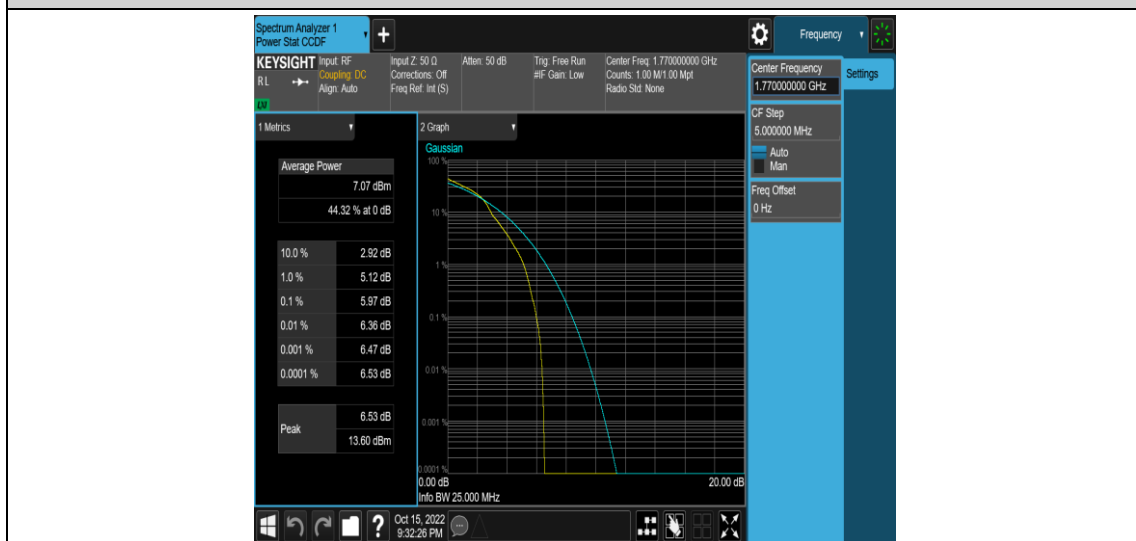 Spectrum Analyzer 1
Power Stat CCDF
+
Frequency
KEYSIGHT
RL
LXI
Input: RF
Coupling: DC
Align: Auto
Input Z: 50 Ω
Corrections: Off
Freq Ref: Int (S)
Atten: 50 dB
Trig: Free Run
#IF Gain: Low
Center Freq: 1.770000000 GHz
Counts: 1.00 M/1.00 Mpt
Radio Std: None
Center Frequency
1.770000000 GHz
Settings
CF Step
5.000000 MHz
Auto
Man
Freq Offset
0 Hz
1 Metrics
Average Power
7.07 dBm
44.32 % at 0 dB
10.0 % 2.92 dB
1.0 % 5.12 dB
0.1 % 5.97 dB
0.01 % 6.36 dB
0.001 % 6.47 dB
0.0001 % 6.53 dB
Peak 6.53 dB
13.60 dBm
2 Graph
Gaussian
100 %
10 %
1 %
0.1 %
0.01 %
0.001 %
0.0001 %
0.00 dB 20.00 dB
Info BW 25.000 MHz
?
Oct 15, 2022
9:32:26 PM